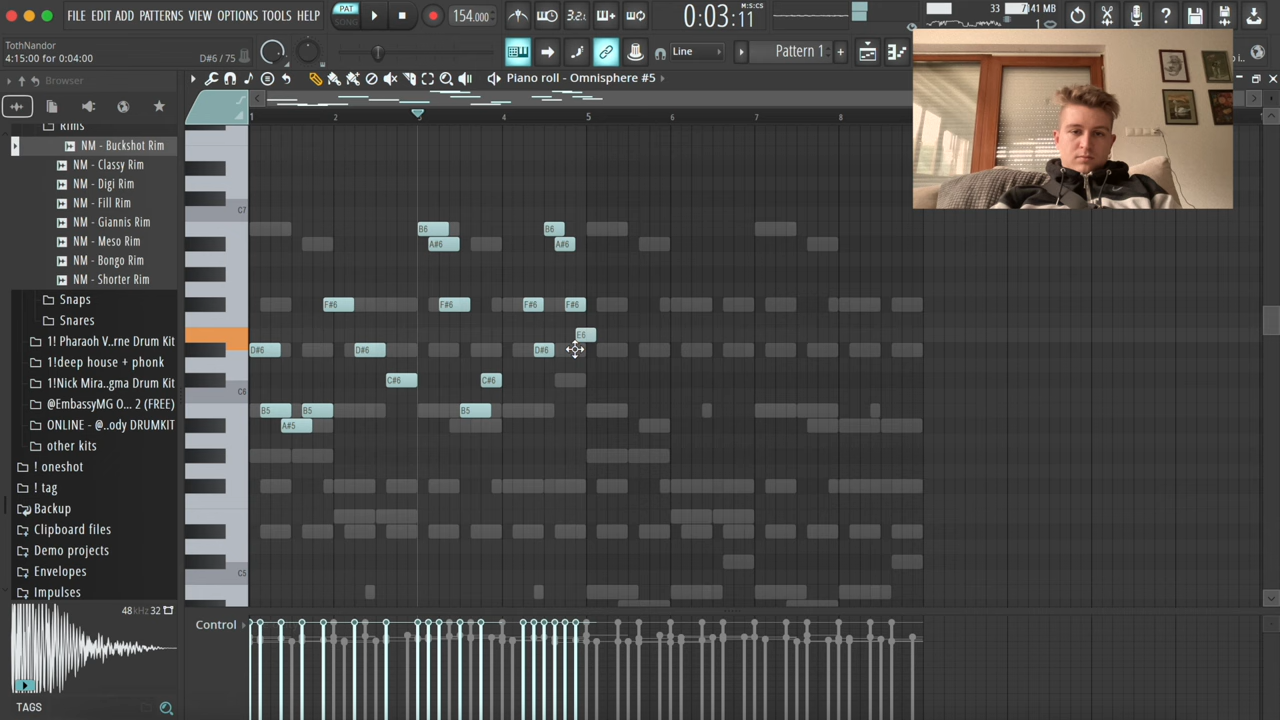 FILE EDIT ADD PATTERNS VIEW OPTIONS TOOLS HELP
PAT
SONG
154.000
3.2
0:03:11
M:S:CS
33
741 MB
TothNandor
D#6 / 75
4:15:00 for 0:04:00
Line
Pattern 1
Browser
Piano roll - Omnisphere #5
Rims
NM - Buckshot Rim
NM - Classy Rim
NM - Digi Rim
NM - Fill Rim
NM - Giannis Rim
NM - Meso Rim
NM - Bongo Rim
NM - Shorter Rim
Snaps
Snares
1! Pharaoh V..rne Drum Kit
1!deep house + phonk
1!Nick Mira..gma Drum Kit
@EmbassyMG O... 2 (FREE)
ONLINE - @..ody DRUMKIT
other kits
! oneshot
! tag
Backup
Clipboard files
Demo projects
Envelopes
Impulses
48 kHz 32
TAGS
1 2 3 4 5 6 7 8
C7
B6 B6
A#6 A#6
F#6 F#6 F#6 F#6
E6
D#6 D#6 D#6
C#6 C#6
C6
B5 B5 B5
A#5
C5
Control